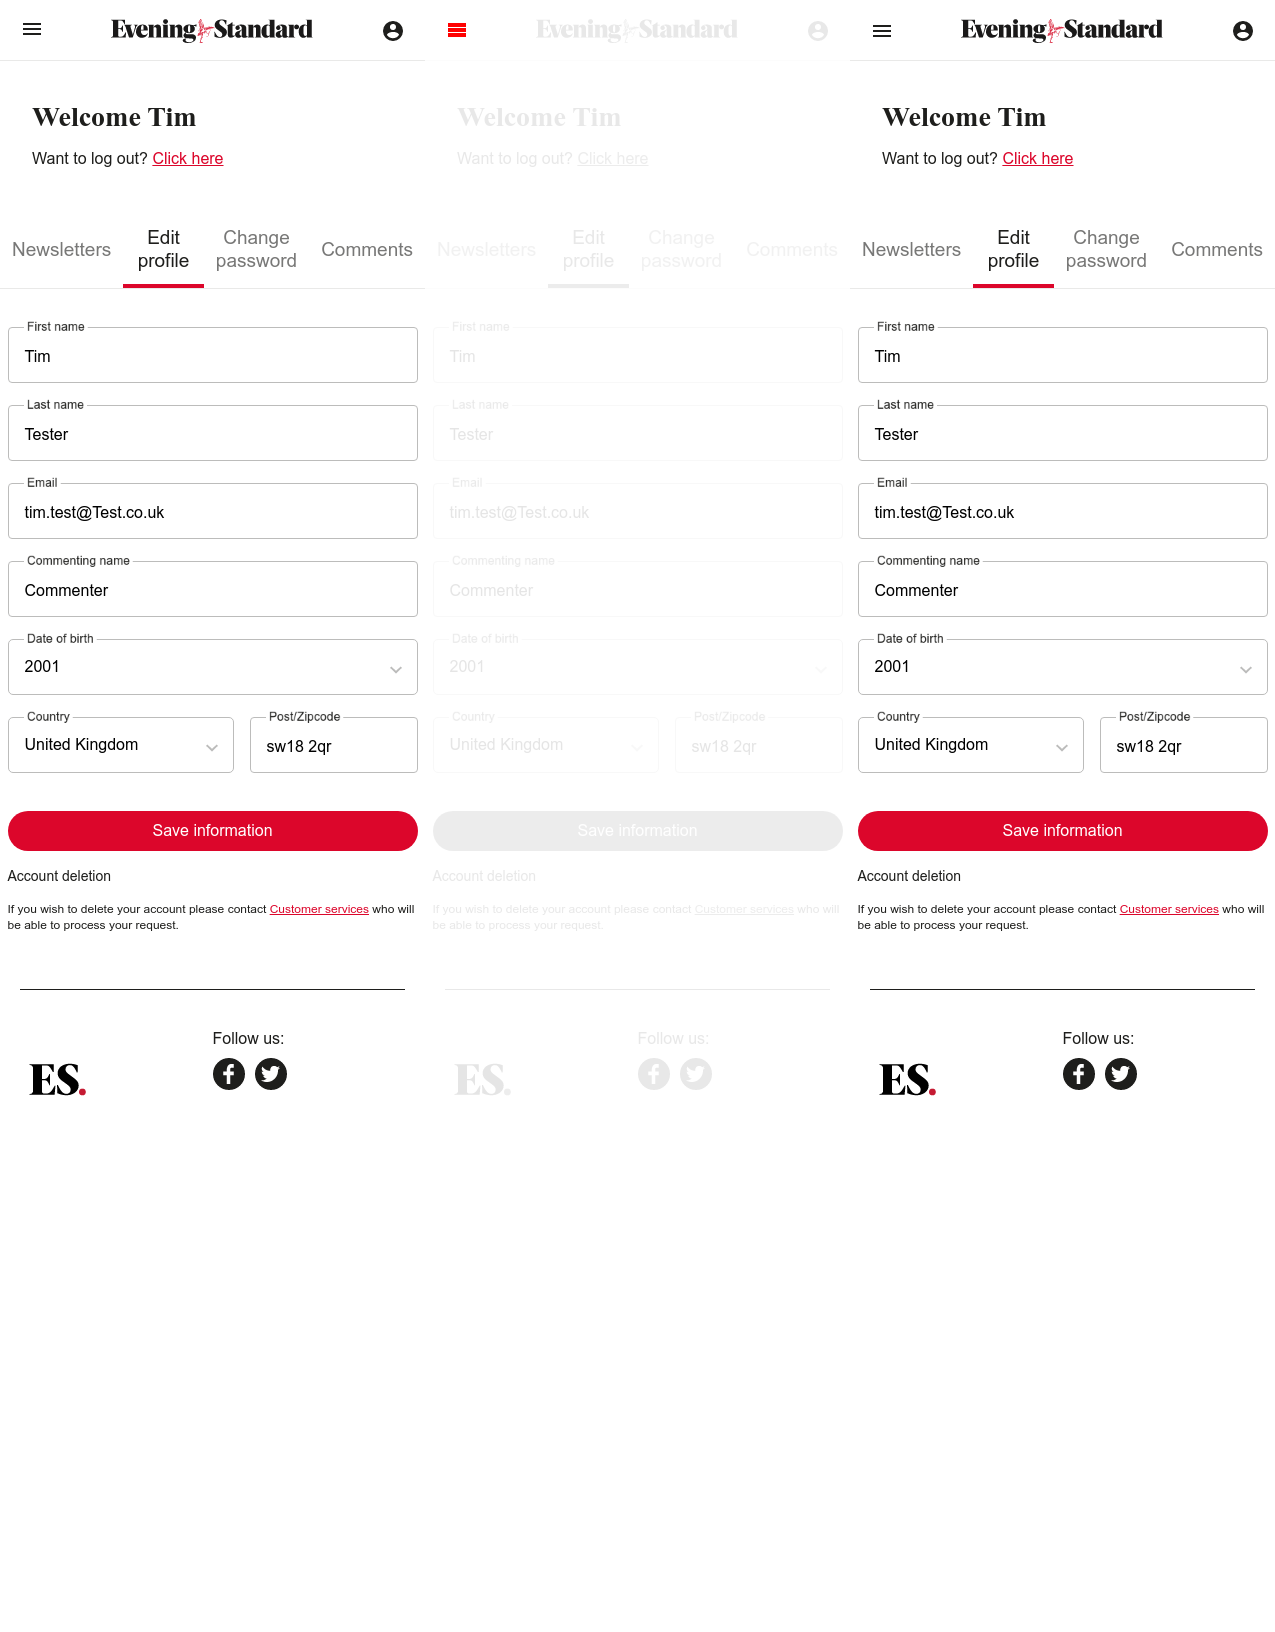 Evening Standard
Welcome Tim
Want to log out? Click here
Newsletters
Edit profile
Change password
Comments
First name
Tim
Last name
Tester
Email
tim.test@Test.co.uk
Commenting name
Commenter
Date of birth
2001
Country
United Kingdom
Post/Zipcode
sw18 2qr
Save information
Account deletion
If you wish to delete your account please contact Customer services who will
be able to process your request.
Follow us:
ES.
Evening Standard
Welcome Tim
Want to log out? Click here
Newsletters
Edit profile
Change password
Comments
First name
Tim
Last name
Tester
Email
tim.test@Test.co.uk
Commenting name
Commenter
Date of birth
2001
Country
United Kingdom
Post/Zipcode
sw18 2qr
Save information
Account deletion
If you wish to delete your account please contact Customer services who will
be able to process your request.
Follow us:
ES.
Evening Standard
Welcome Tim
Want to log out? Click here
Newsletters
Edit profile
Change password
Comments
First name
Tim
Last name
Tester
Email
tim.test@Test.co.uk
Commenting name
Commenter
Date of birth
2001
Country
United Kingdom
Post/Zipcode
sw18 2qr
Save information
Account deletion
If you wish to delete your account please contact Customer services who will
be able to process your request.
Follow us:
ES.